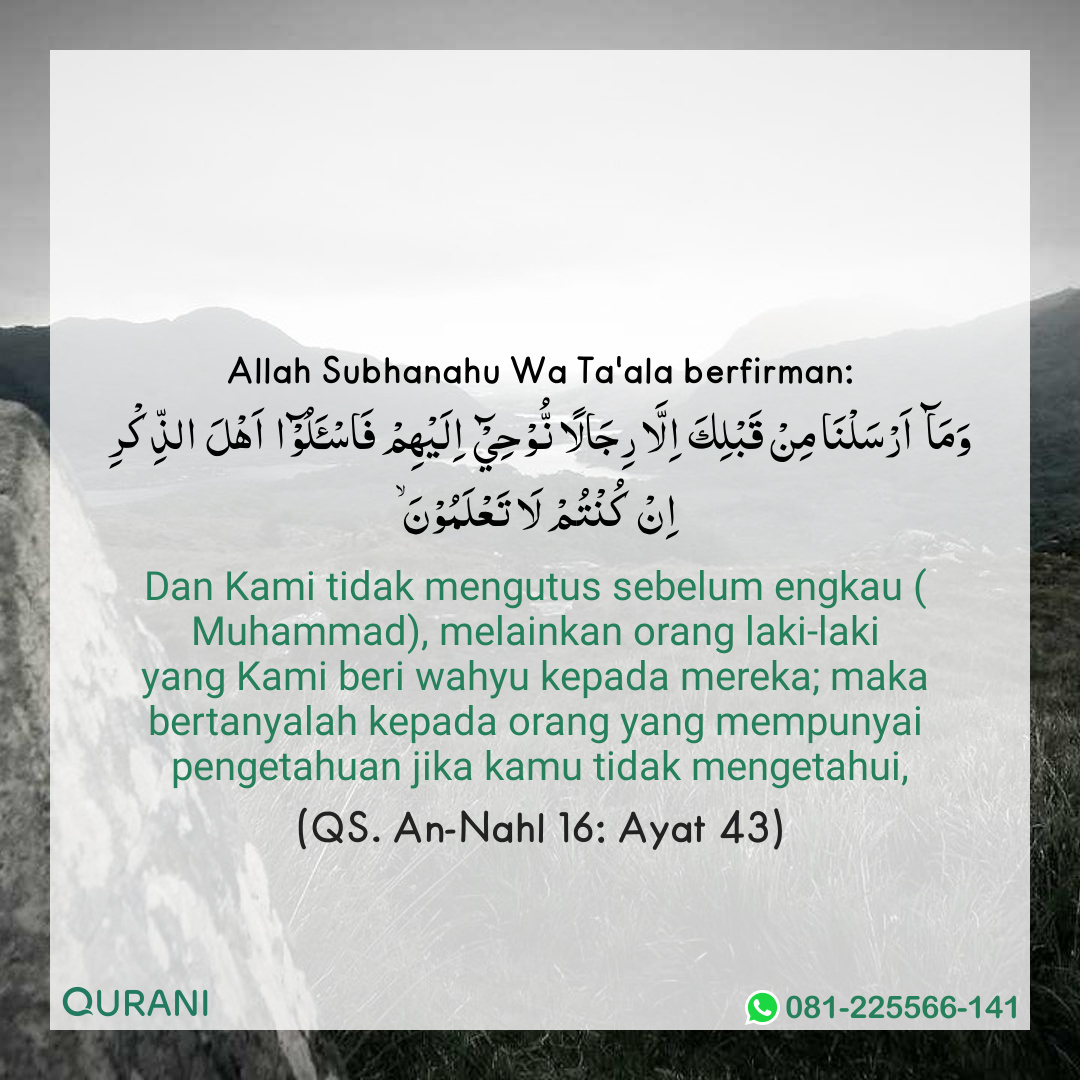 Allah Subhanahu Wa Ta'ala berfirman:
وَمَاۤ اَرْسَلْنَا مِنْ قَبْلِكَ اِلَّا رِجَالًا نُّوْحِيْۤ اِلَيْهِمْ فَاسْـئَلُوْۤا اَهْلَ الذِّكْرِ
اِنْ كُنْتُمْ لَا تَعْلَمُوْنَ ۙ
Dan Kami tidak mengutus sebelum engkau (
Muhammad), melainkan orang laki-laki
yang Kami beri wahyu kepada mereka; maka
bertanyalah kepada orang yang mempunyai
pengetahuan jika kamu tidak mengetahui,
(QS. An-Nahl 16: Ayat 43)
QURANI
081-225566-141